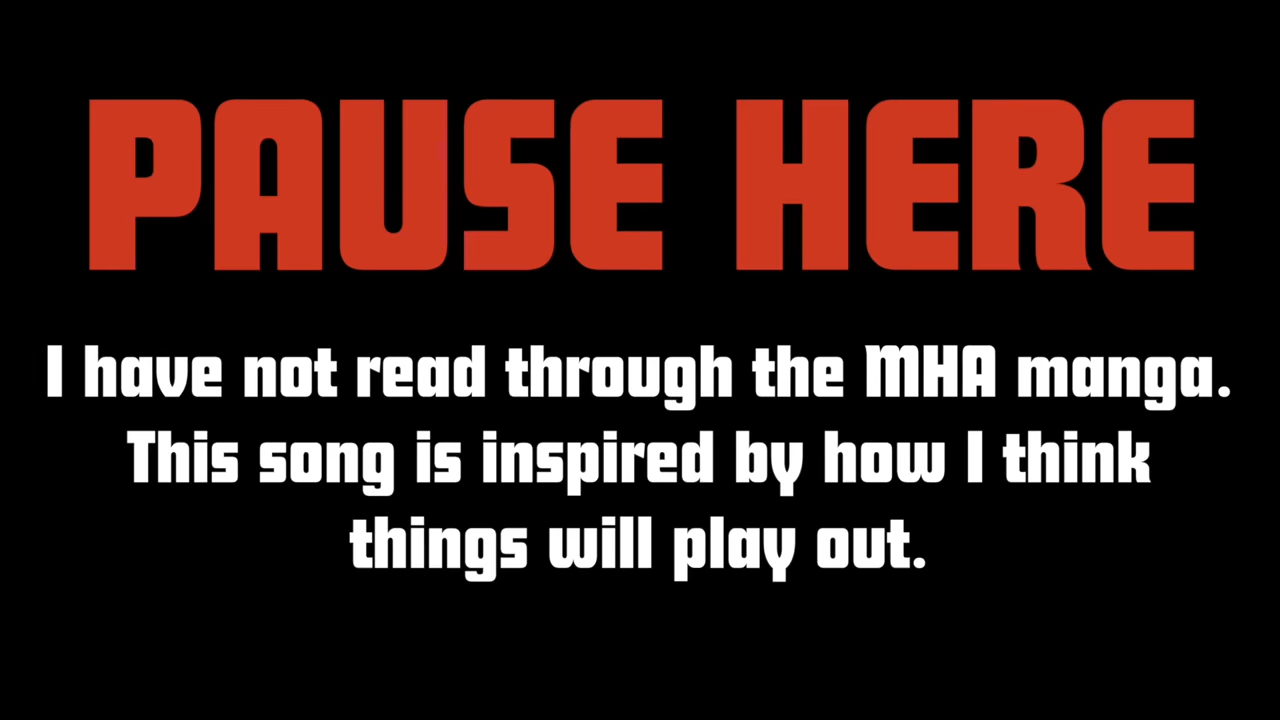 PAUSE HERE
I have not read through the MHA manga.
This song is inspired by how I think
things will play out.